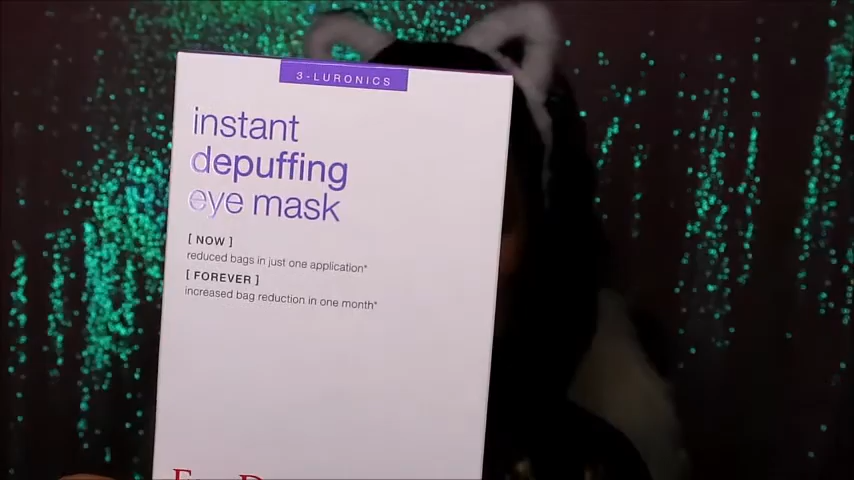 3-LURONICS
instant
depuffing
eye mask
[ NOW ]
reduced bags in just one application*
[ FOREVER ]
increased bag reduction in one month*